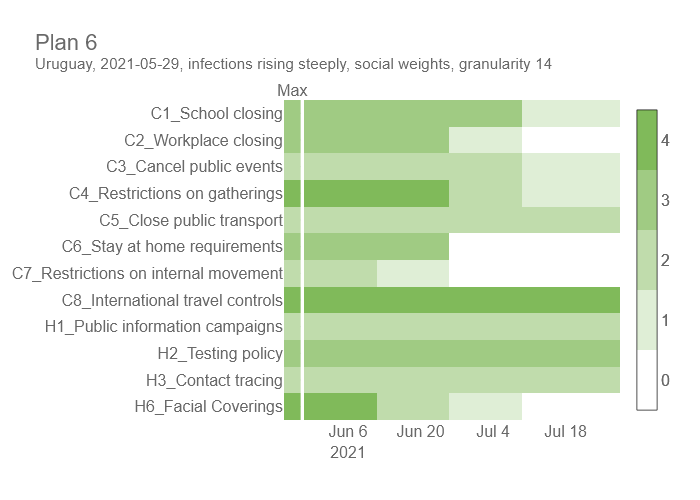 Plan 6
Uruguay, 2021-05-29, infections rising steeply, social weights, granularity 14
Max
C1_School closing
C2_Workplace closing
C3_Cancel public events
C4_Restrictions on gatherings
C5_Close public transport
C6_Stay at home requirements
C7_Restrictions on internal movement
C8_International travel controls
H1_Public information campaigns
H2_Testing policy
H3_Contact tracing
H6_Facial Coverings
Jun 6 Jun 20 Jul 4 Jul 18
2021
4
3
2
1
0